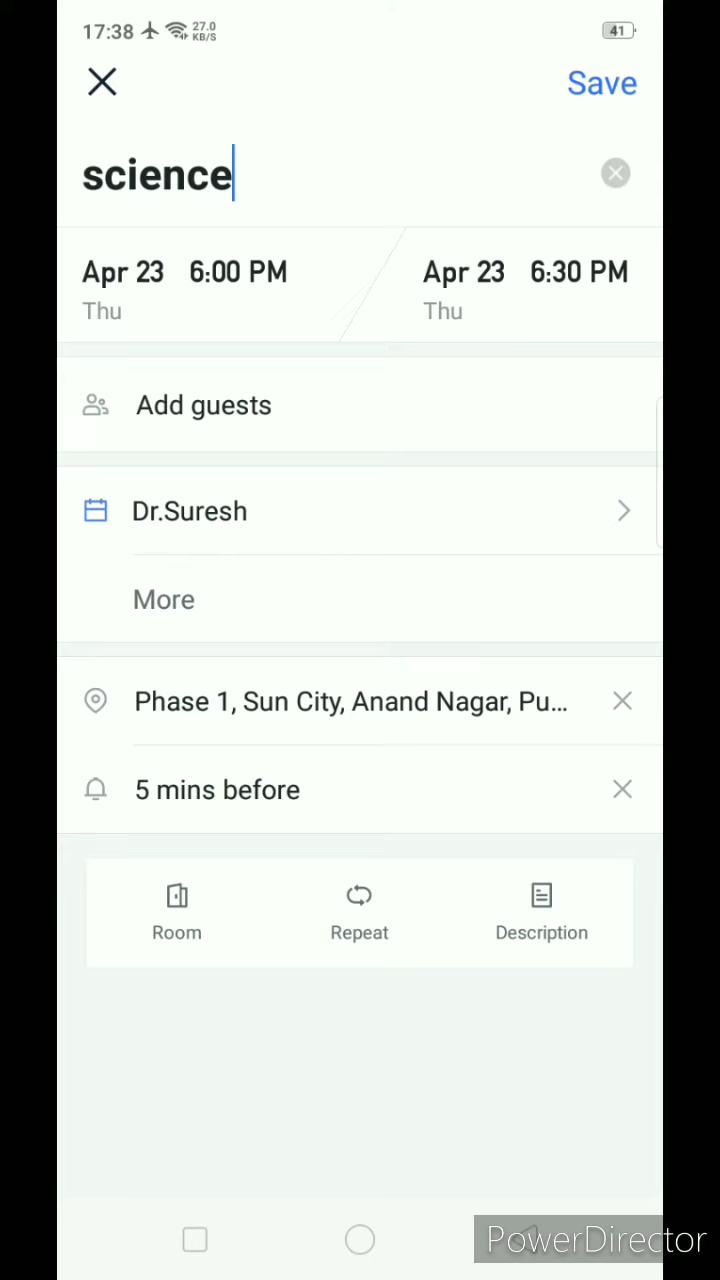 17:38 27.0 KB/S 41
Save
science
Apr 23 6:00 PM Apr 23 6:30 PM
Thu Thu
Add guests
Dr.Suresh
More
Phase 1, Sun City, Anand Nagar, Pu...
5 mins before
Room Repeat Description
PowerDirector